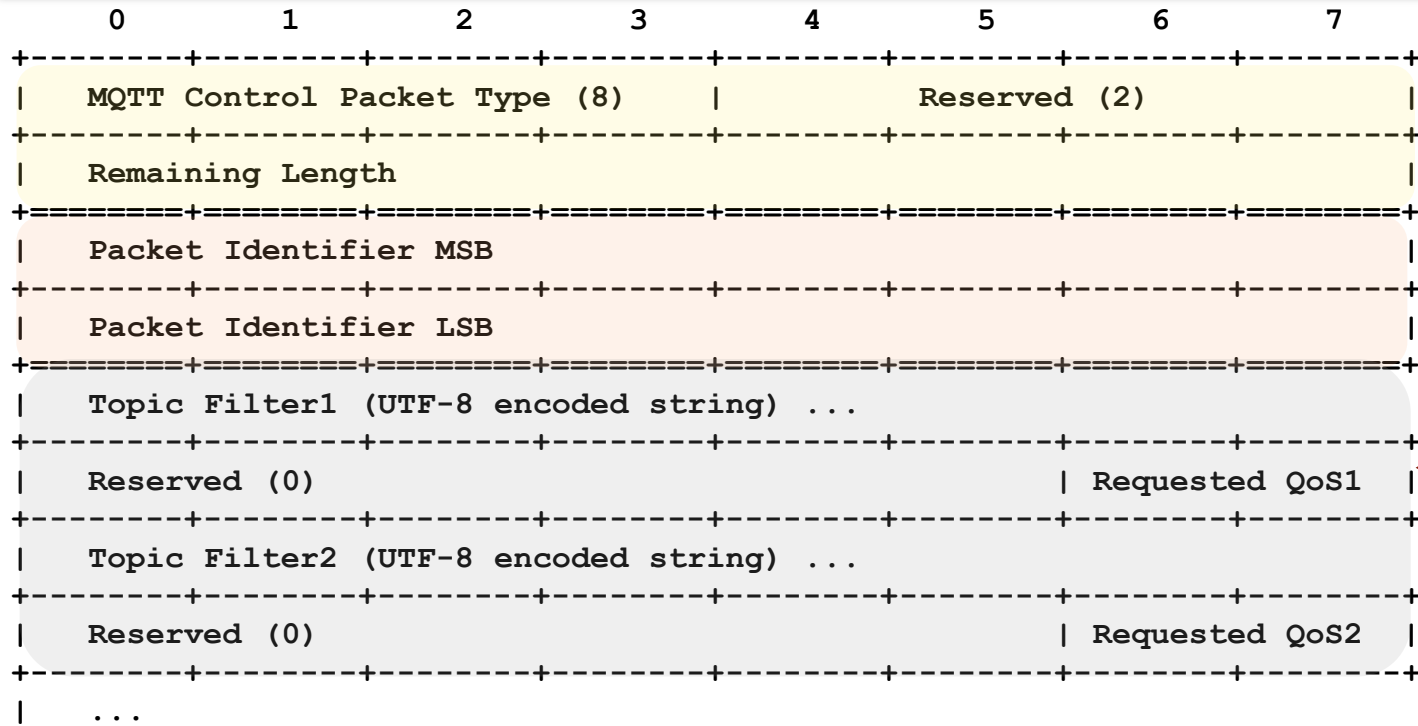 0 1 2 3 4 5 6 7
+--------+--------+--------+--------+--------+--------+--------+--------+
| MQTT Control Packet Type (8) | Reserved (2) |
+--------+--------+--------+--------+--------+--------+--------+--------+
| Remaining Length |
+========+========+========+========+========+========+========+========+
| Packet Identifier MSB |
+--------+--------+--------+--------+--------+--------+--------+--------+
| Packet Identifier LSB |
+========+========+========+========+========+========+========+========+
| Topic Filter1 (UTF-8 encoded string) ... 
+--------+--------+--------+--------+--------+--------+--------+--------+
| Reserved (0) | Requested QoS1 |
+--------+--------+--------+--------+--------+--------+--------+--------+
| Topic Filter2 (UTF-8 encoded string) ...
+--------+--------+--------+--------+--------+--------+--------+--------+
| Reserved (0) | Requested QoS2 |
+--------+--------+--------+--------+--------+--------+--------+--------+
| ...